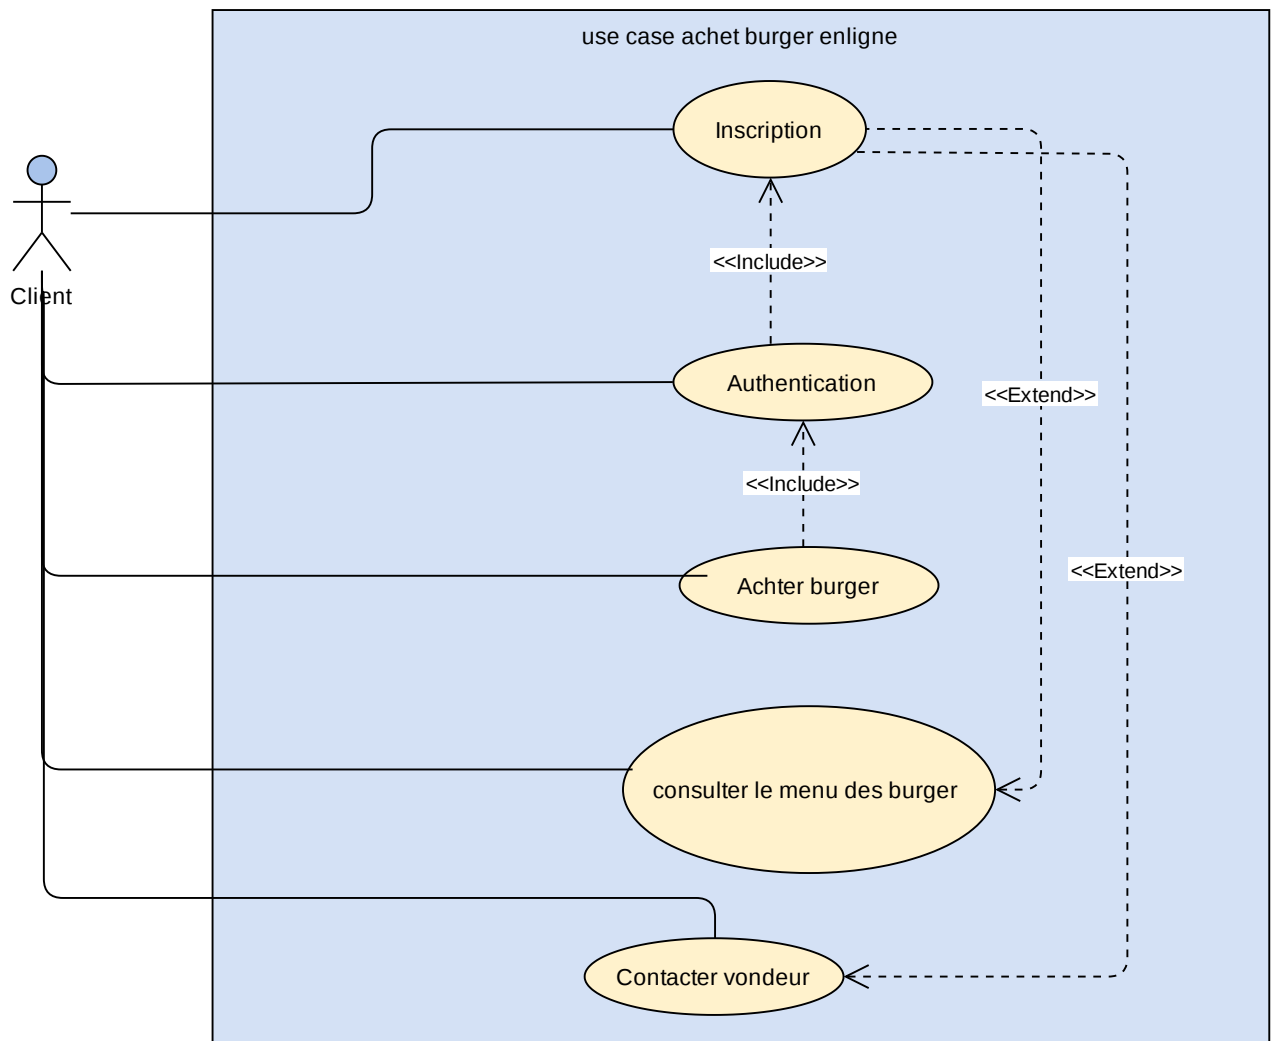 use case achet burger enligne
Inscription
Client
<<Include>>
Authentication
<<Extend>>
<<Include>>
<<Extend>>
Achter burger
consulter le menu des burger
Contacter vondeur